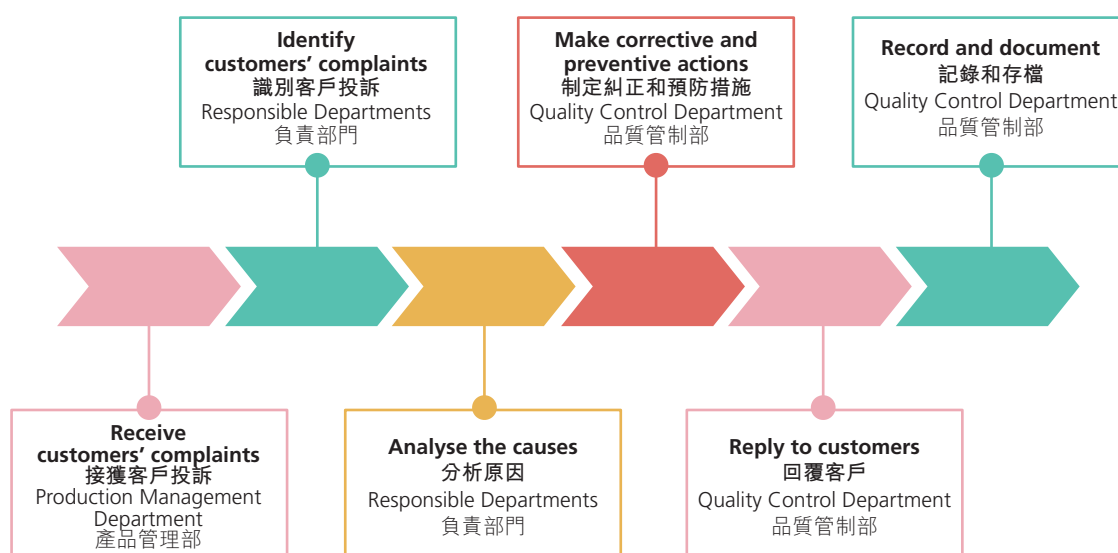 Identify
customers’ complaints
識別客戶投訴
Responsible Departments
負責部門
Make corrective and
preventive actions
制定糾正和預防措施
Quality Control Department
品質管制部
Record and document
記錄和存檔
Quality Control Department
品質管制部
Receive
customers’ complaints
接獲客戶投訴
Production Management
Department
產品管理部
Analyse the causes
分析原因
Responsible Departments
負責部門
Reply to customers
回覆客戶
Quality Control Department
品質管制部